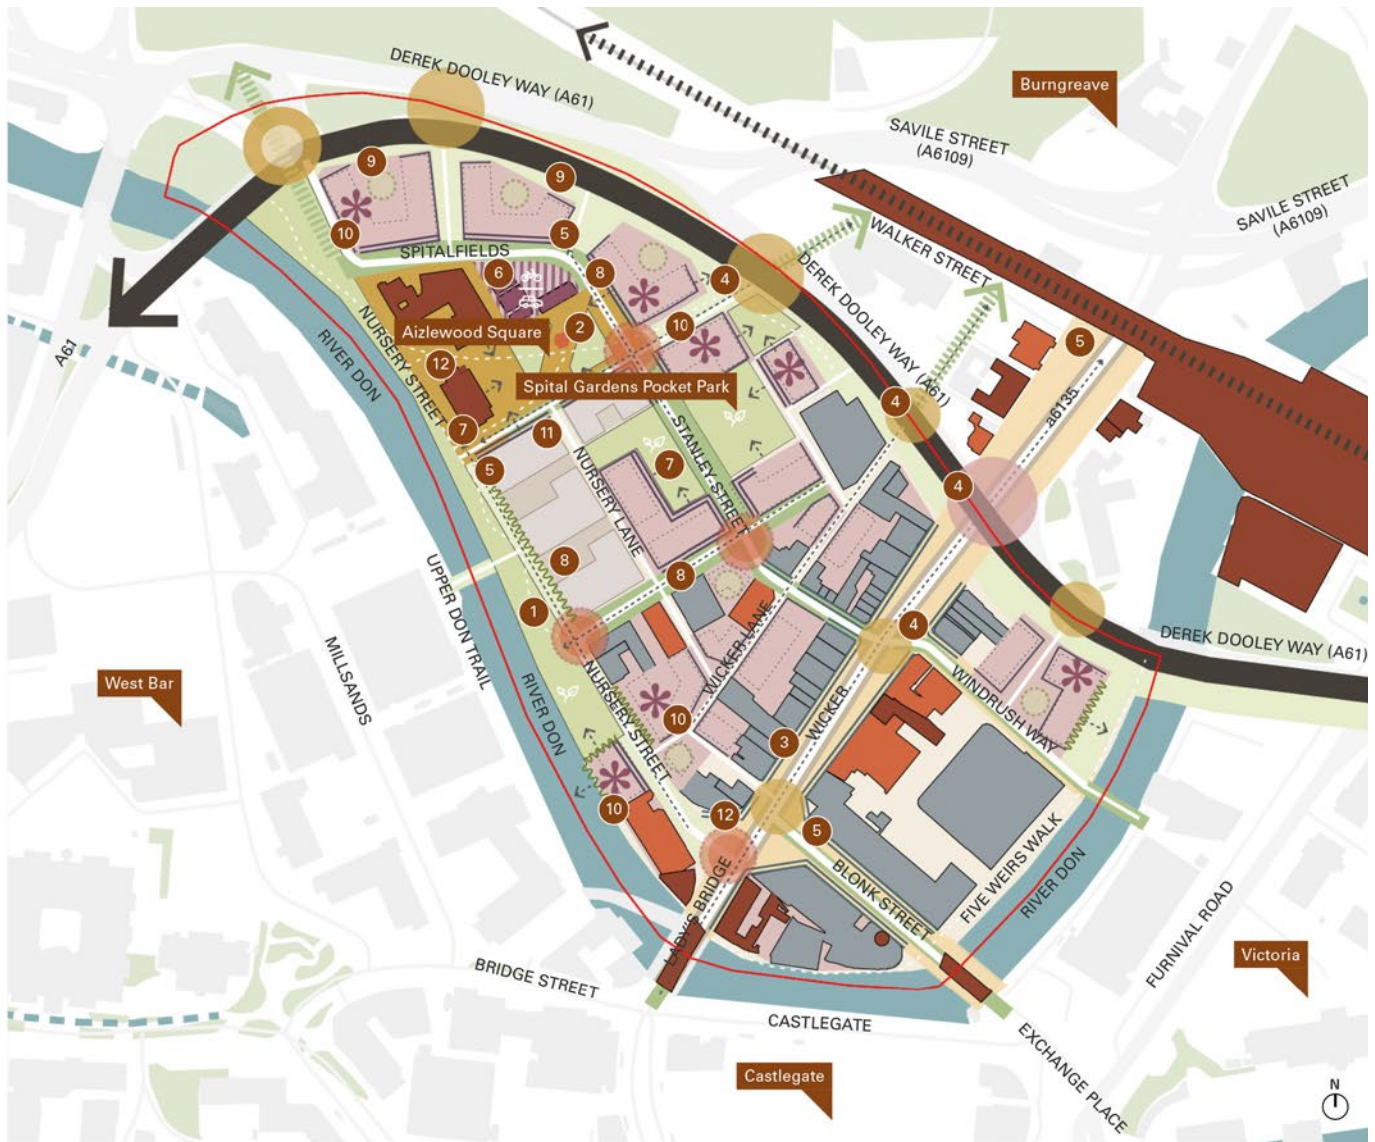 DEREK DOOLEY WAY (A61)
Burngreave
SAVILE STREET
(A6109)
SAVILE STREET
(A6109)
9
9
10
5
SPITALFIELDS
WALKER STREET
6
8
4
DEREK DOOLEY WAY (A61)
A61
RIVER DON
NURSERY STREET
Aizlewood Square
2
10
5
12
Spital Gardens Pocket Park
4
a6135
7
11
5
NURSERY LANE
7
STANLEY STREET
4
UPPER DON TRAIL
8
8
1
4
DEREK DOOLEY WAY (A61)
West Bar
MILLSANDS
RIVER DON
NURSERY STREET
WICKER LANE
10
WICKER
WINDRUSH WAY
3
10
12
5
LADY'S BRIDGE
BLONK STREET
FIVE WEIRS WALK
RIVER DON
FURNIVAL ROAD
Victoria
BRIDGE STREET
CASTLEGATE
EXCHANGE PLACE
Castlegate
N